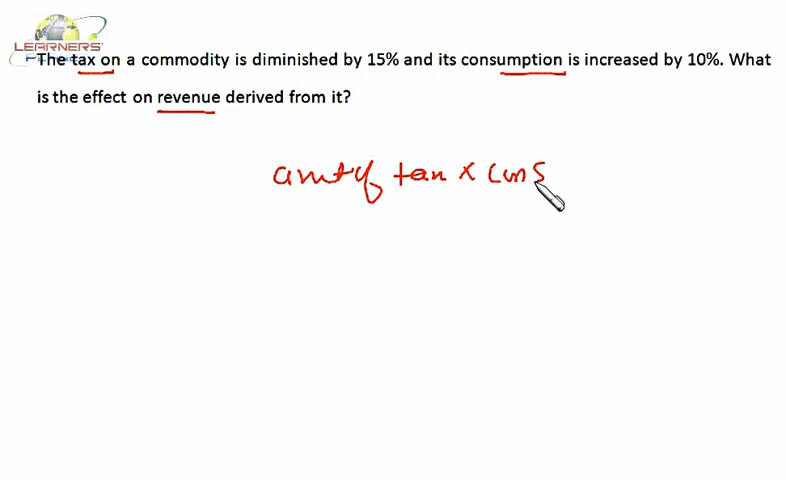 LEARNERS'
The tax on a commodity is diminished by 15% and its consumption is increased by 10%. What
is the effect on revenue derived from it?
amt of tax x cons